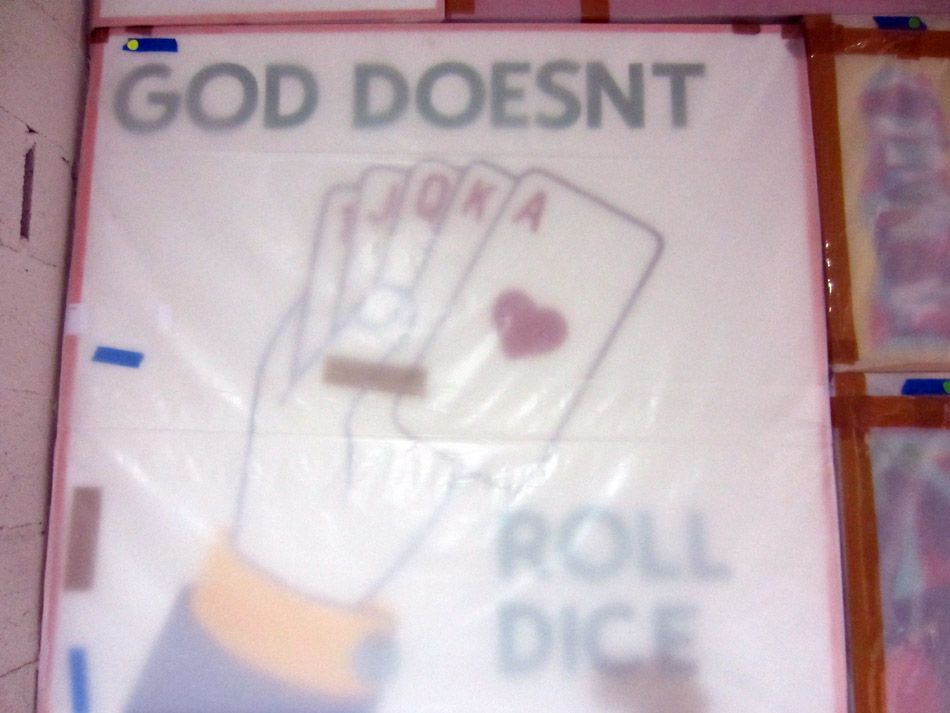 GOD DOESNT
J Q K A
ROLL
DICE